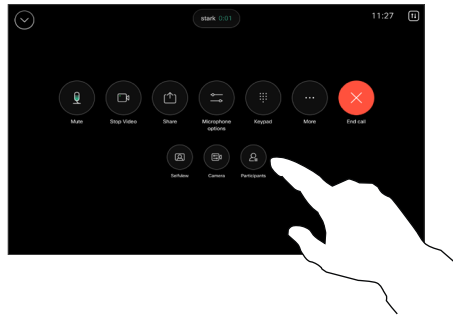 stark 0:01
11:27
Mute
Stop Video
Share
Microphone
options
Keypad
More
End call
Selfview
Camera
Participants